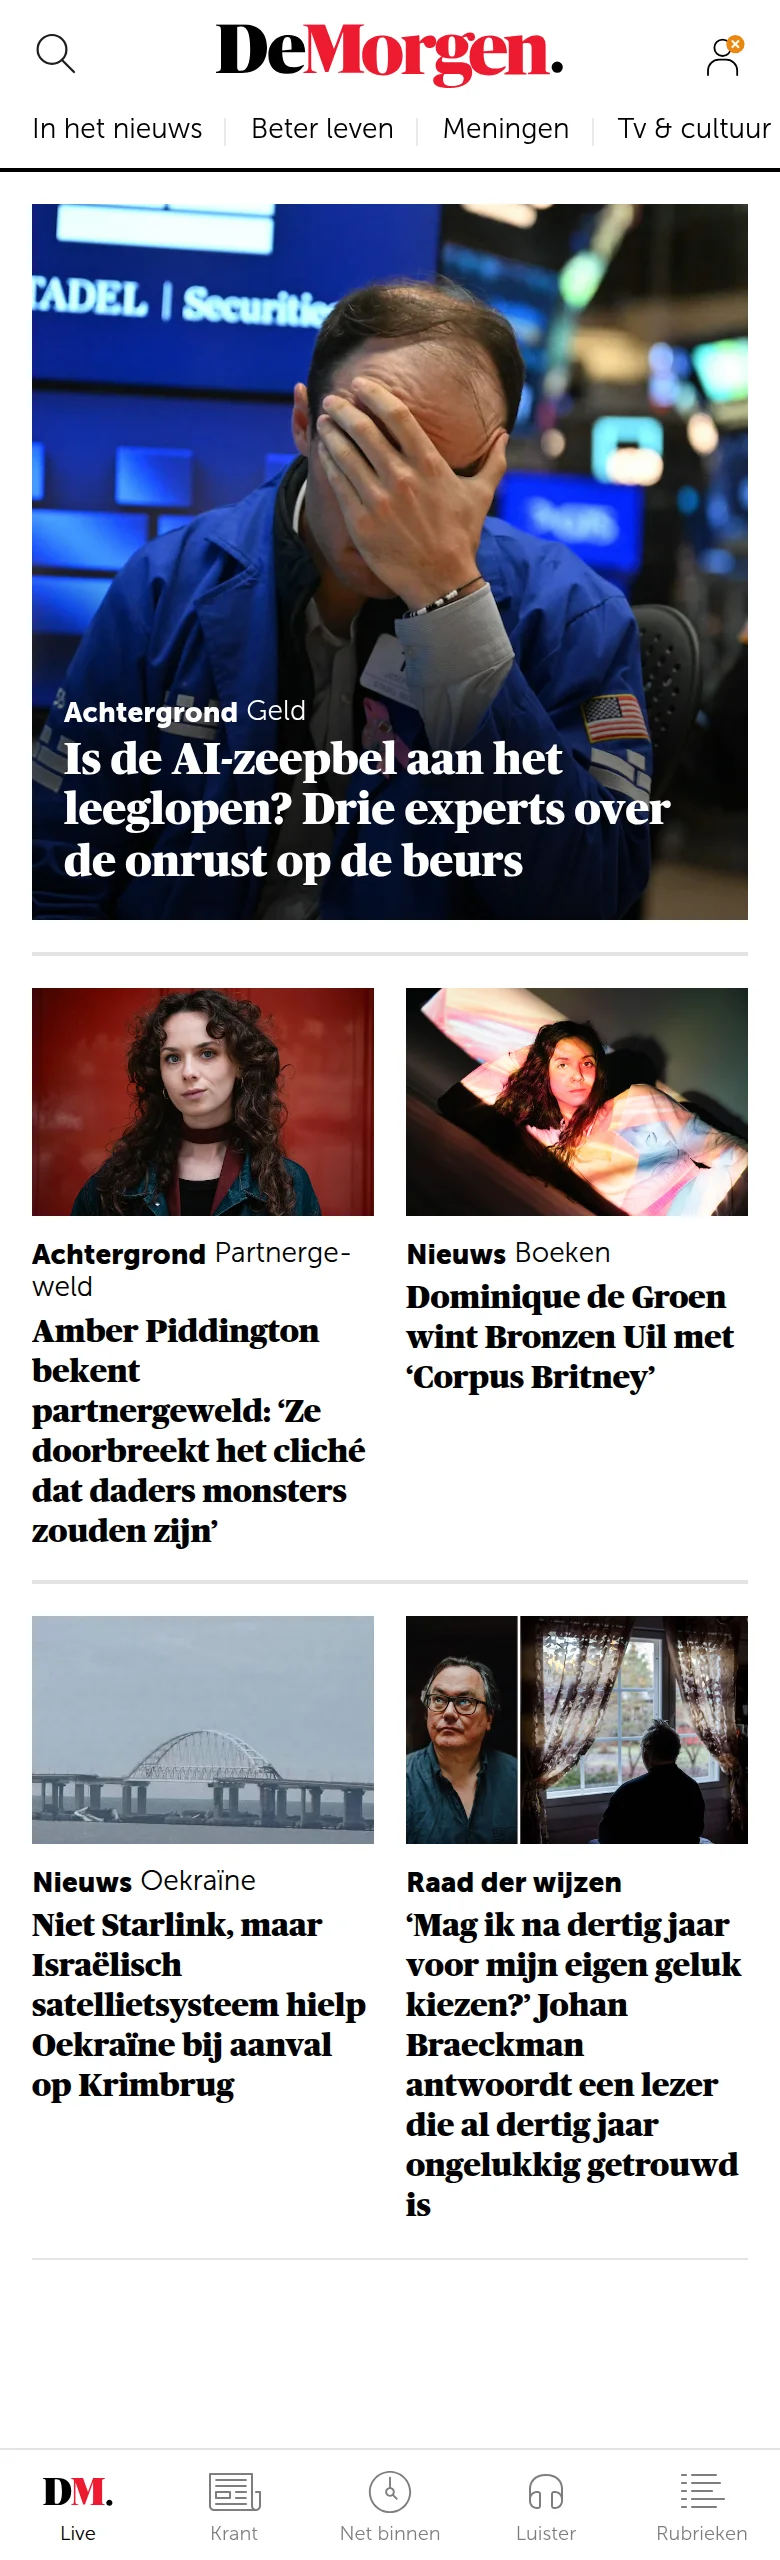 DeMorgen.
In het nieuws
Beter leven
Meningen
Tv & cultuur
TADEL | Securities
Achtergrond Geld
Is de AI-zeepbel aan het
leeglopen? Drie experts over
de onrust op de beurs
Achtergrond Partnerge-
weld
Amber Piddington
bekent
partnergeweld: ‘Ze
doorbreekt het cliché
dat daders monsters
zouden zijn’
Nieuws Boeken
Dominique de Groen
wint Bronzen Uil met
‘Corpus Britney’
Nieuws Oekraïne
Niet Starlink, maar
Israëlisch
satellietsysteem hielp
Oekraïne bij aanval
op Krimbrug
Raad der wijzen
‘Mag ik na dertig jaar
voor mijn eigen geluk
kiezen?’ Johan
Braeckman
antwoordt een lezer
die al dertig jaar
ongelukkig getrouwd
is
DM.
Live
Krant
Net binnen
Luister
Rubrieken